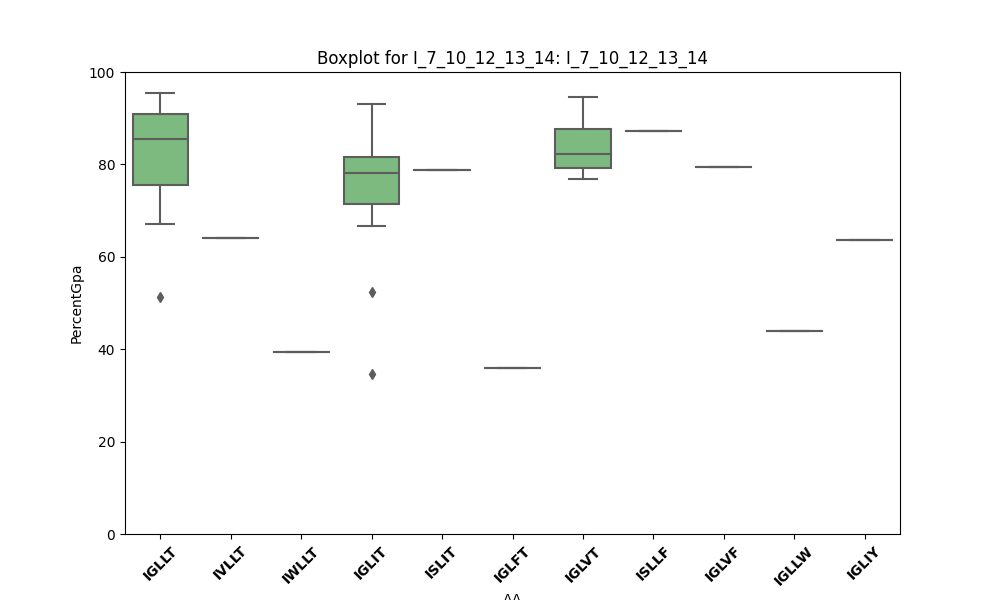 Boxplot for I_7_10_12_13_14: I_7_10_12_13_14
100
80
60
40
20
0
PercentGpa
IGLLT
IVLLT
IWLLT
IGLIT
ISLIT
IGLFT
IGLVT
ISLLF
IGLVF
IGLLW
IGLIY
AA